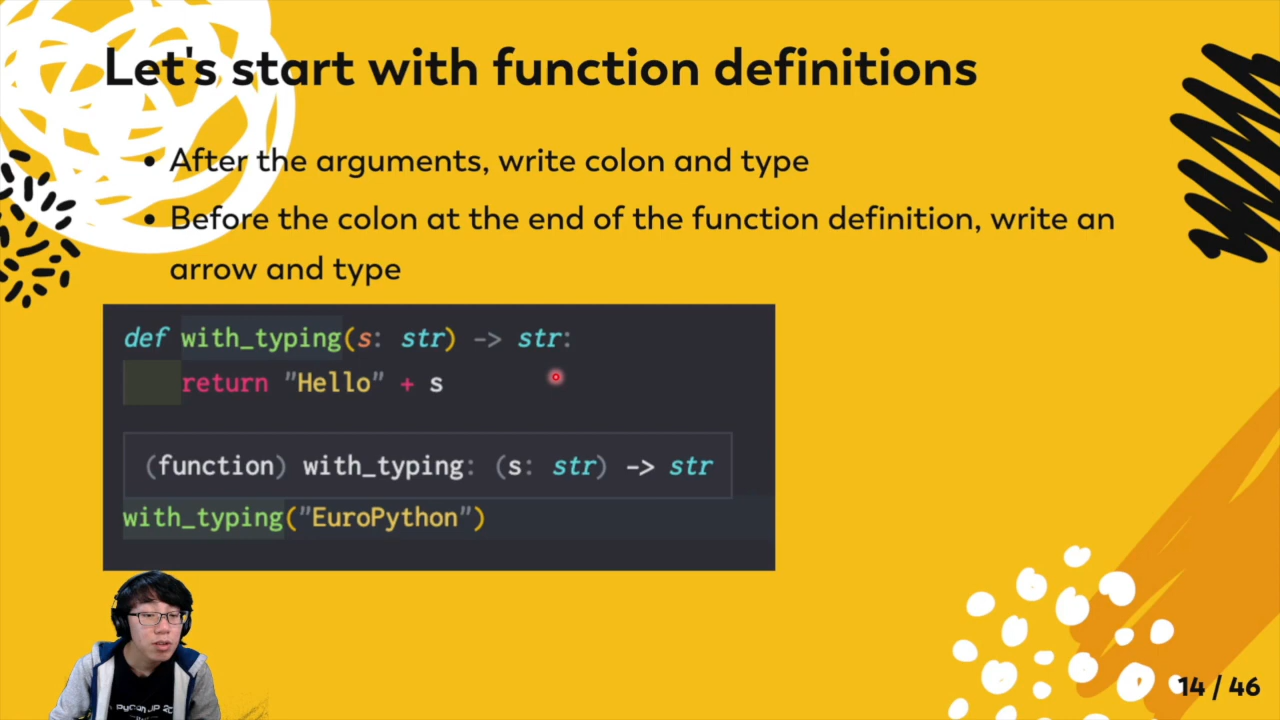 Let's start with function definitions
• After the arguments, write colon and type
• Before the colon at the end of the function definition, write an
arrow and type
def with_typing(s: str) -> str:
    return "Hello" + s
(function) with_typing: (s: str) -> str
with_typing("EuroPython")
14 / 46